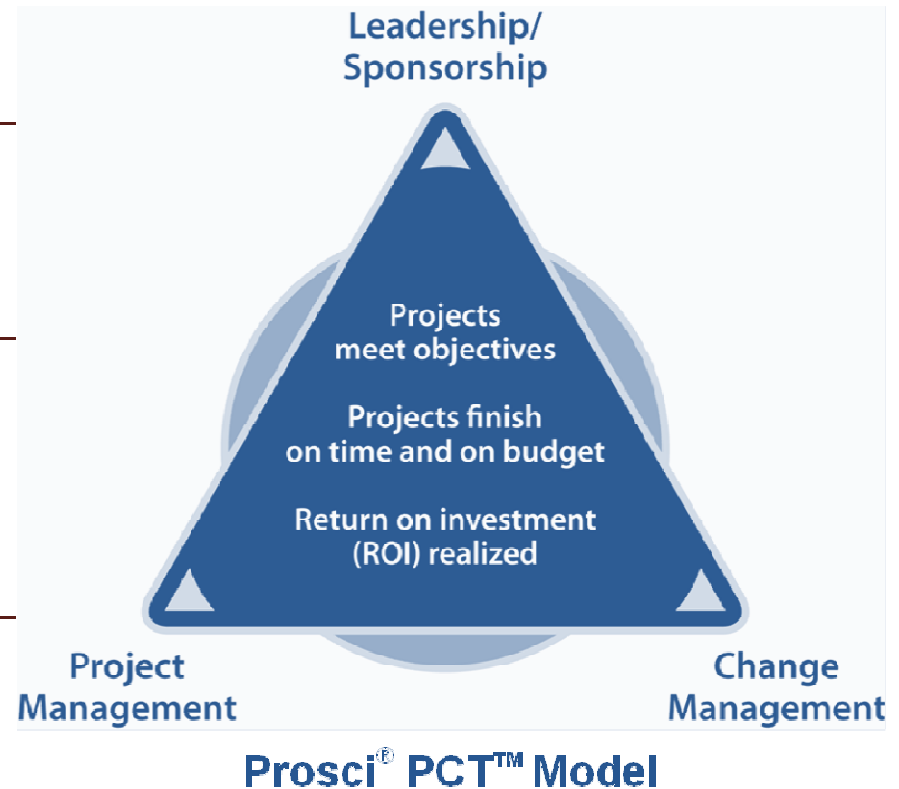 Leadership/
Sponsorship
Projects
meet objectives
Projects finish
on time and on budget
Return on investment
(ROI) realized
Project
Management
Change
Management
Prosci® PCT™ Model